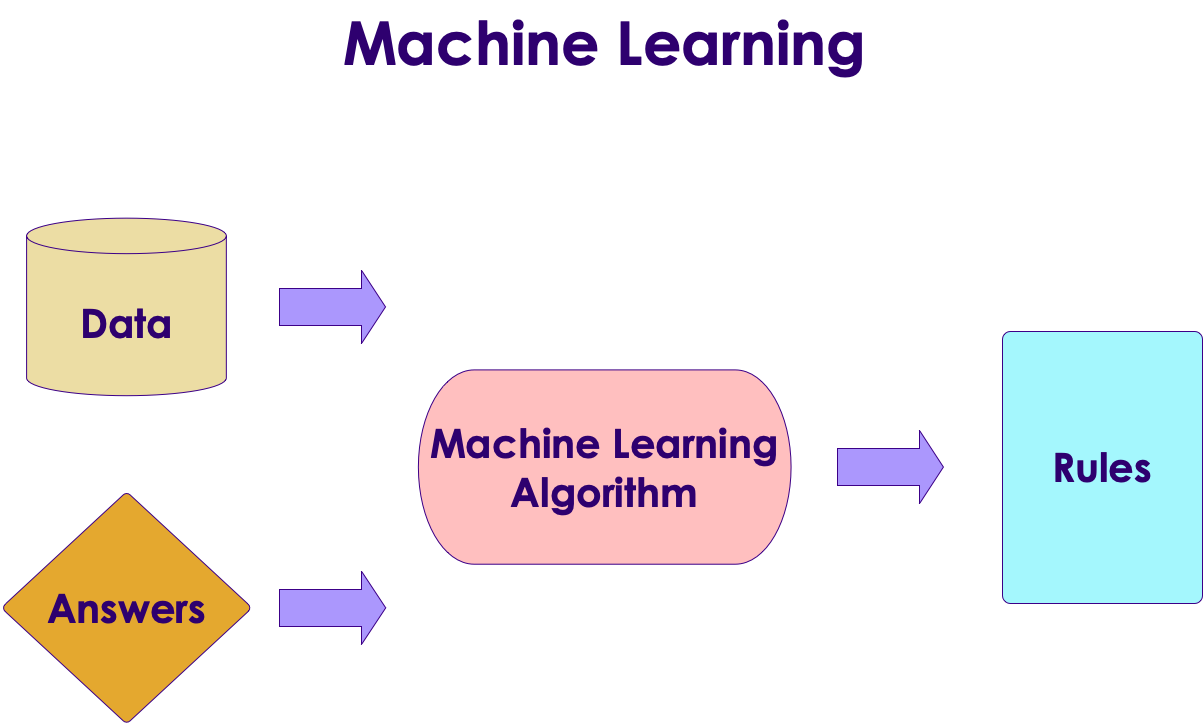 Machine Learning
Data
Machine Learning
Algorithm
Rules
Answers